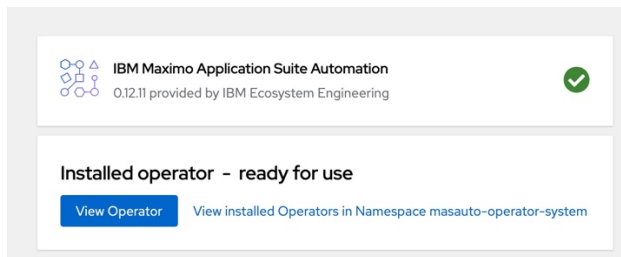 IBM Maximo Application Suite Automation
0.12.11 provided by IBM Ecosystem Engineering
Installed operator - ready for use
View Operator View installed Operators in Namespace masauto-operator-system